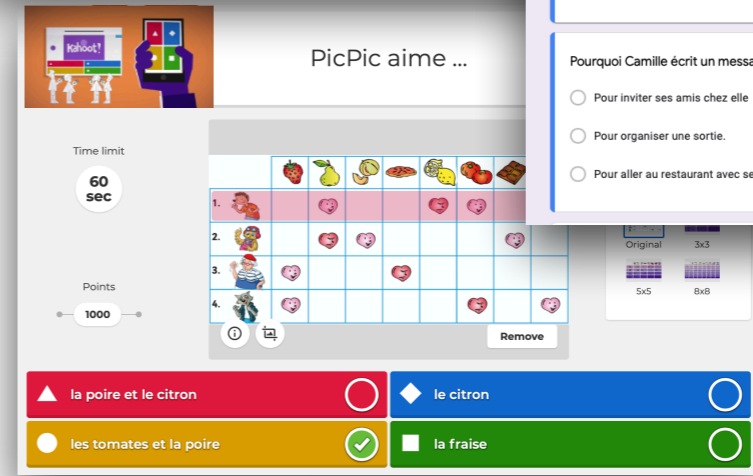 Kahoot!
PicPic aime ...
Pourquoi Camille écrit un messa
Pour inviter ses amis chez elle
Pour organiser une sortie.
Pour aller au restaurant avec se
Time limit
60
sec
Points
1000
1.
2.
3.
4.
Remove
Original
3x3
5x5
8x8
la poire et le citron
le citron
les tomates et la poire
la fraise